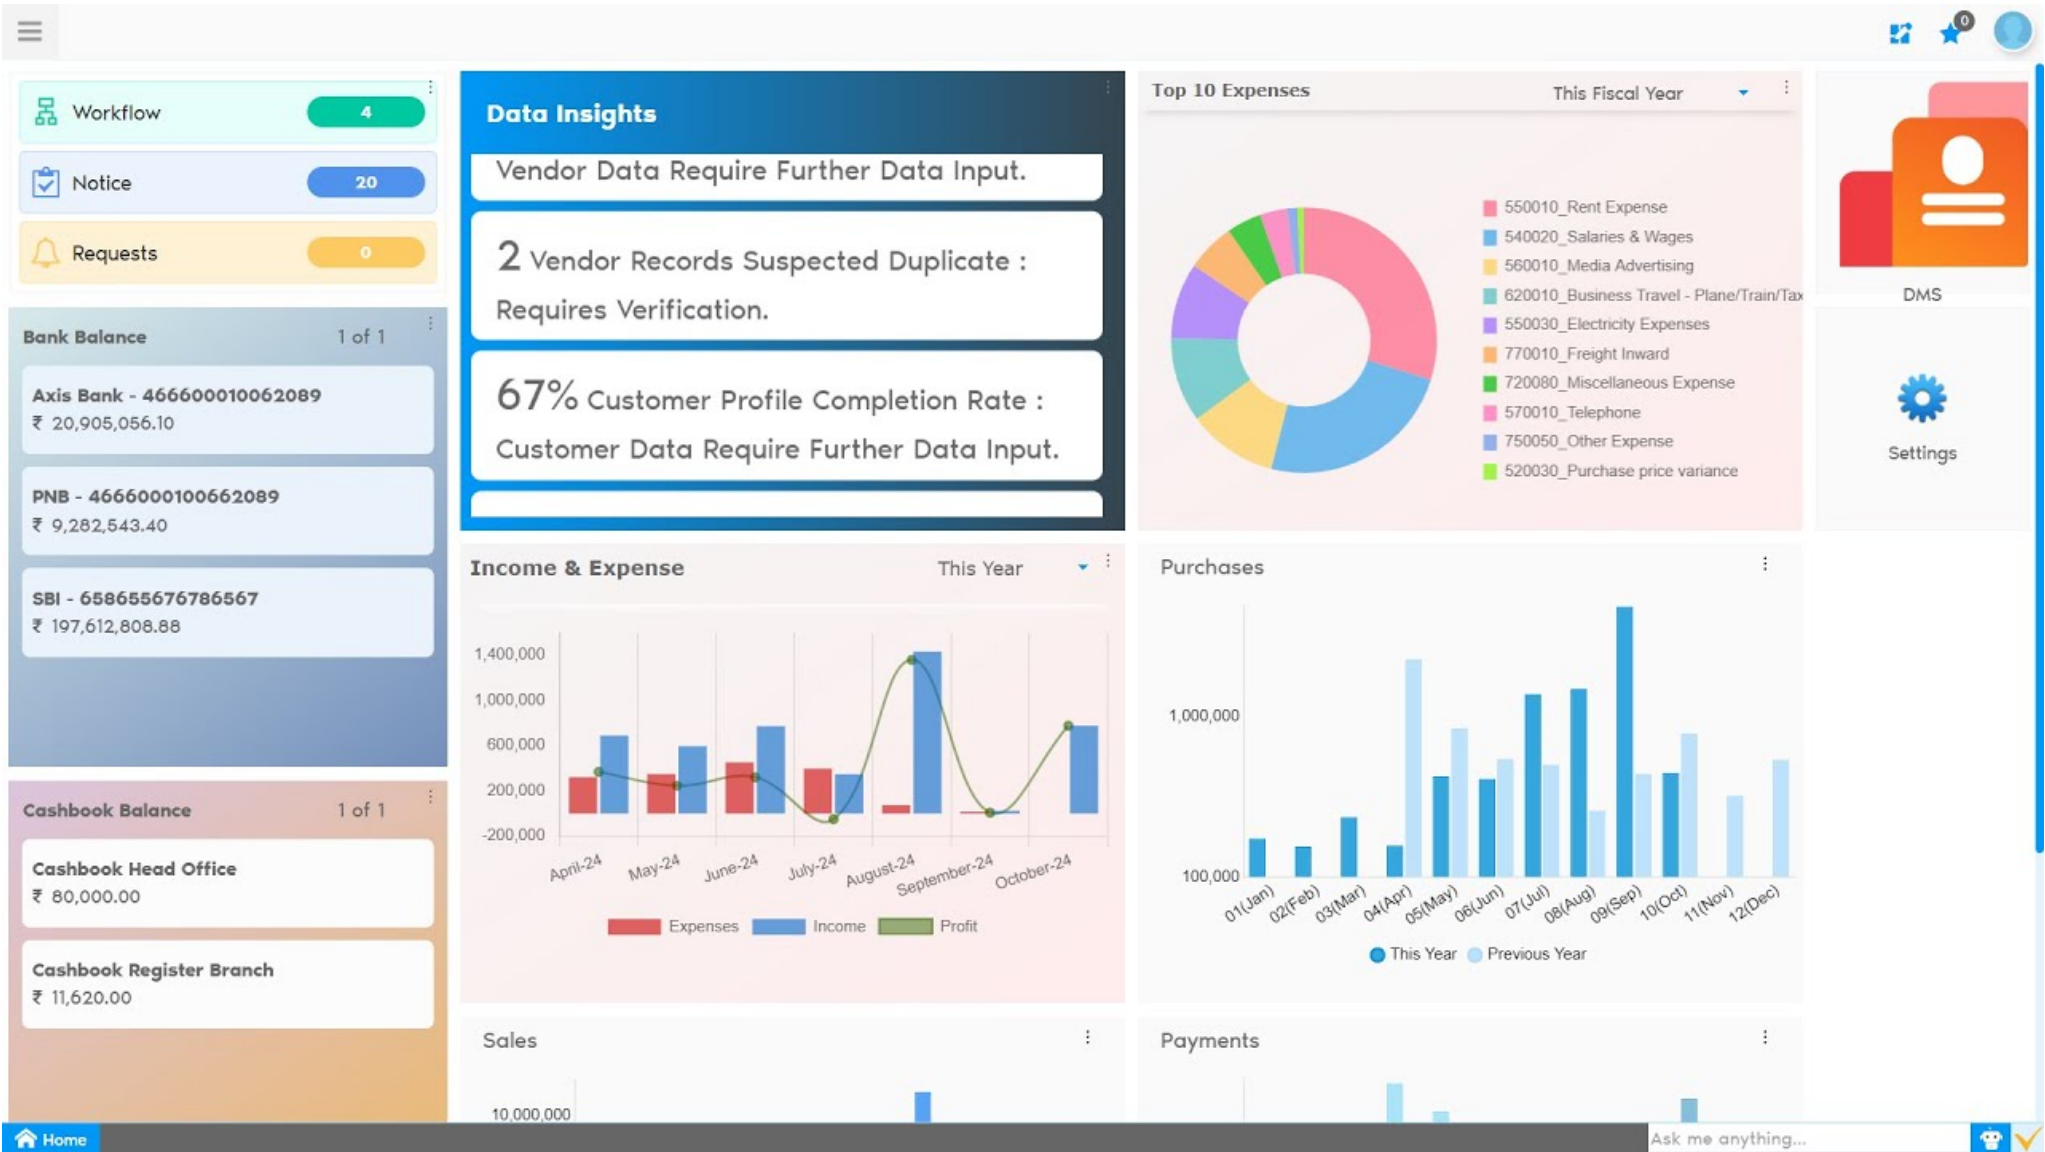 0
Workflow
4
Notice
20
Requests
0
Bank Balance
1 of 1
Axis Bank - 466600010062089
₹ 20,905,056.10
PNB - 4666000100662089
₹ 9,282,543.40
SBI - 658655676786567
₹ 197,612,808.88
Cashbook Balance
1 of 1
Cashbook Head Office
₹ 80,000.00
Cashbook Register Branch
₹ 11,620.00
Data Insights
Vendor Data Require Further Data Input.
2 Vendor Records Suspected Duplicate :
Requires Verification.
67% Customer Profile Completion Rate :
Customer Data Require Further Data Input.
Top 10 Expenses
This Fiscal Year
550010_Rent Expense
540020_Salaries & Wages
560010_Media Advertising
620010_Business Travel - Plane/Train/Tax
550030_Electricity Expenses
770010_Freight Inward
720080_Miscellaneous Expense
570010_Telephone
750050_Other Expense
520030_Purchase price variance
DMS
Settings
Income & Expense
This Year
1,400,000
1,000,000
600,000
200,000
-200,000
April-24
May-24
June-24
July-24
August-24
September-24
October-24
Expenses
Income
Profit
Purchases
1,000,000
100,000
01(Jan)
02(Feb)
03(Mar)
04(Apr)
05(May)
06(Jun)
07(Jul)
08(Aug)
09(Sep)
10(Oct)
11(Nov)
12(Dec)
This Year
Previous Year
Sales
10,000,000
Payments
Home
Ask me anything...